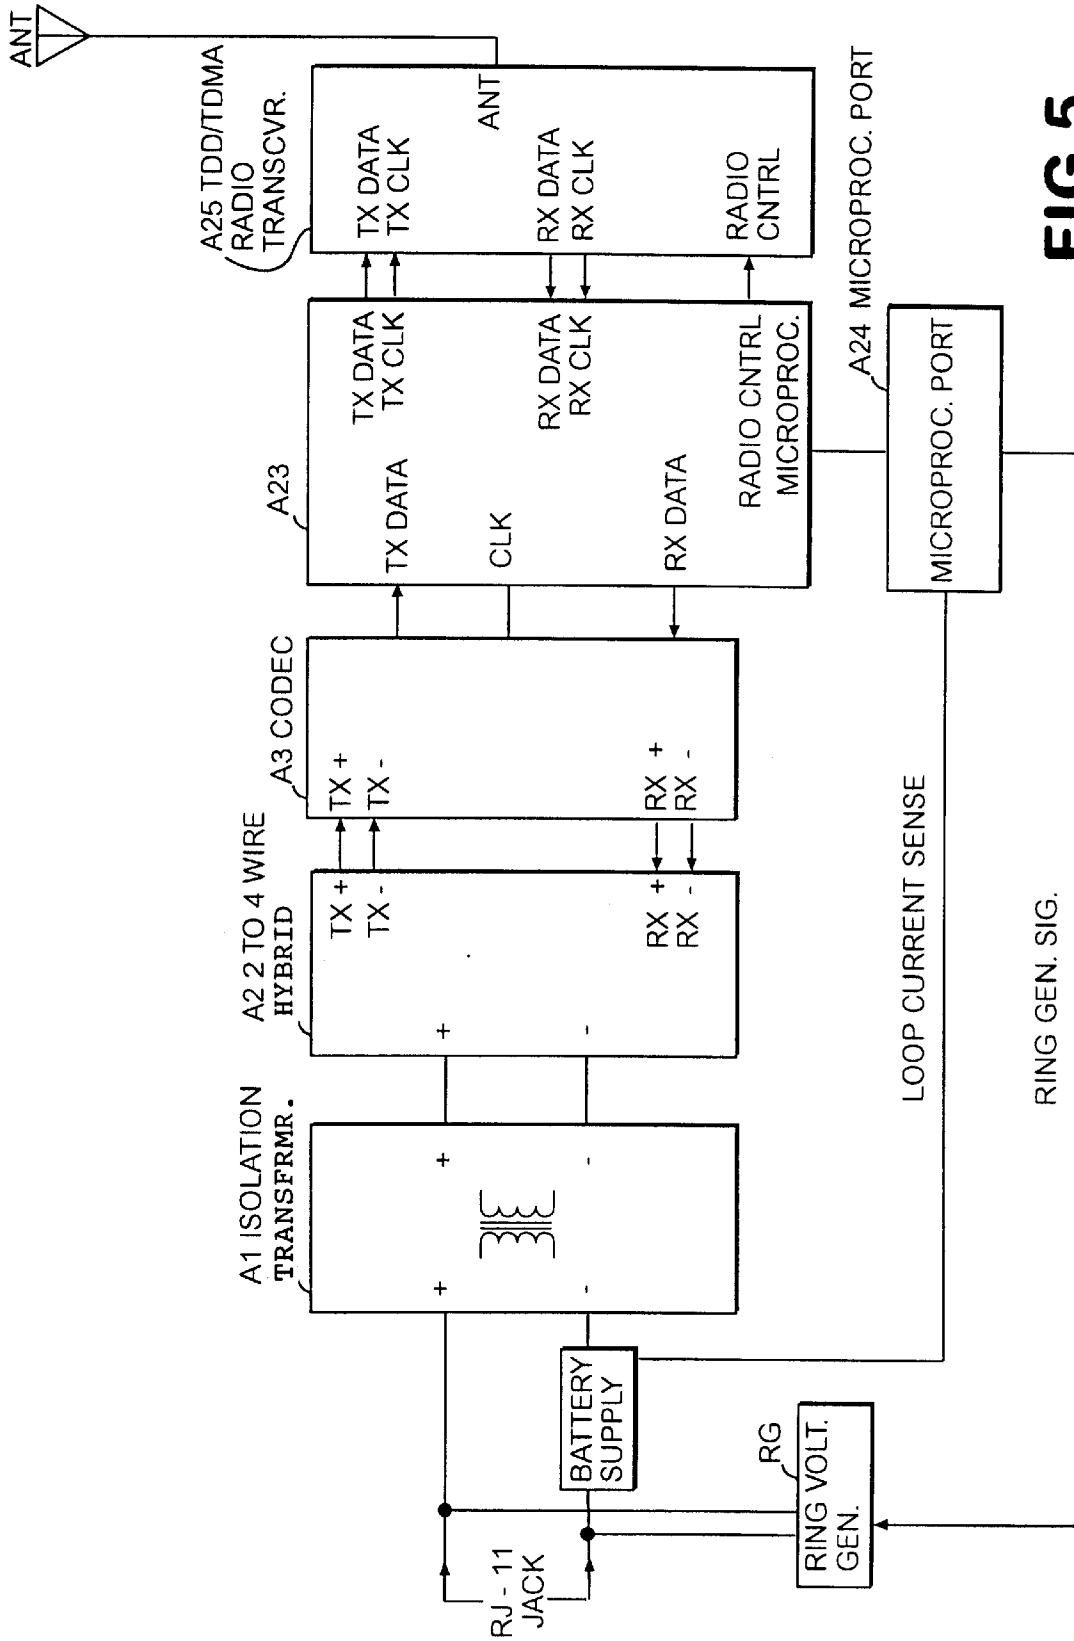 ANT
A25 TDD/TDMA
RADIO
TRANSCVR.
TX DATA
TX CLK
ANT
RX DATA
RX CLK
RADIO
CNTRL
A23
TX DATA
TX CLK
RX DATA
RX CLK
RADIO CNTRL
MICROPROC.
TX DATA
CLK
RX DATA
A24 MICROPROC. PORT
MICROPROC. PORT
A3 CODEC
TX +
TX -
RX +
RX -
A2 2 TO 4 WIRE
HYBRID
TX +
TX -
RX +
RX -
+
-
A1 ISOLATION
TRANSFRMR.
+
-
+
-
BATTERY
SUPPLY
RJ - 11
JACK
RG
RING VOLT.
GEN.
LOOP CURRENT SENSE
RING GEN. SIG.
FIG 5